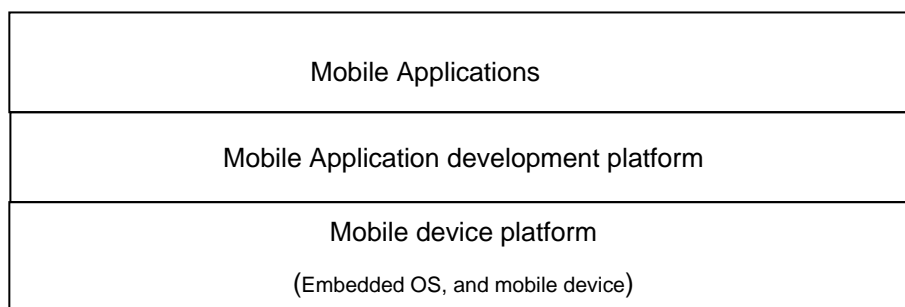 Mobile Applications
Mobile Application development platform
Mobile device platform
(Embedded OS, and mobile device)